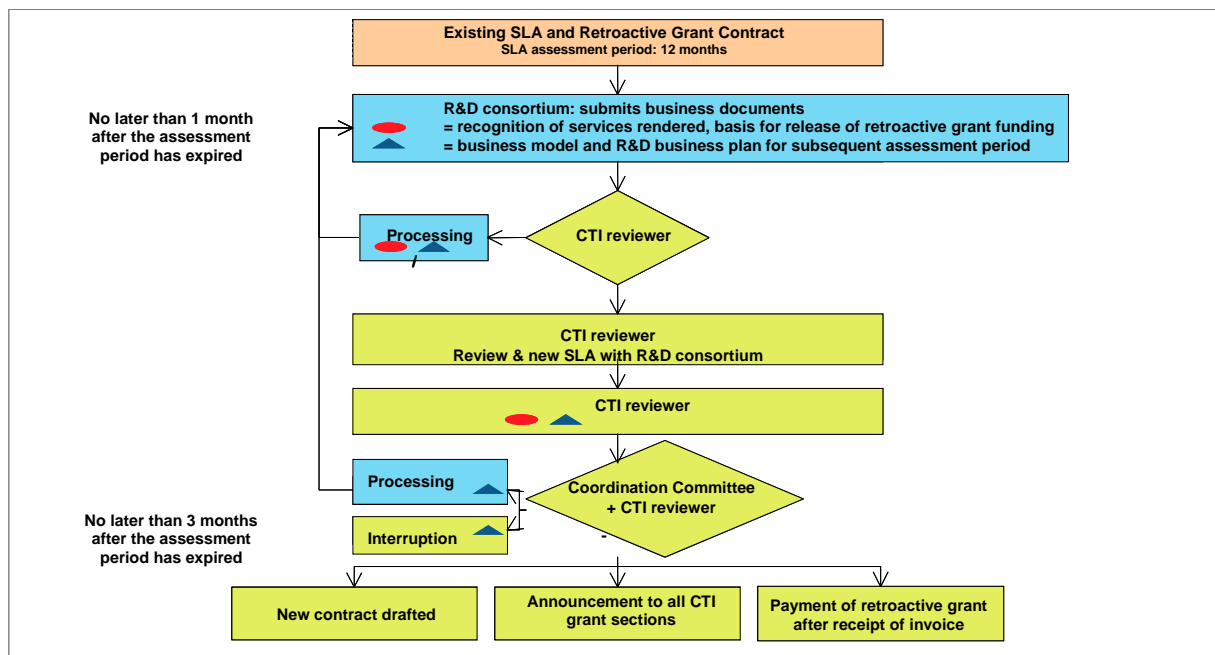 Existing SLA and Retroactive Grant Contract
SLA assessment period: 12 months
No later than 1 month
after the assessment
period has expired
R&D consortium: submits business documents
= recognition of services rendered, basis for release of retroactive grant funding
= business model and R&D business plan for subsequent assessment period
Processing
CTI reviewer
CTI reviewer
Review & new SLA with R&D consortium
CTI reviewer
Processing
Coordination Committee
+ CTI reviewer
Interruption
No later than 3 months
after the assessment
period has expired
New contract drafted
Announcement to all CTI
grant sections
Payment of retroactive grant
after receipt of invoice